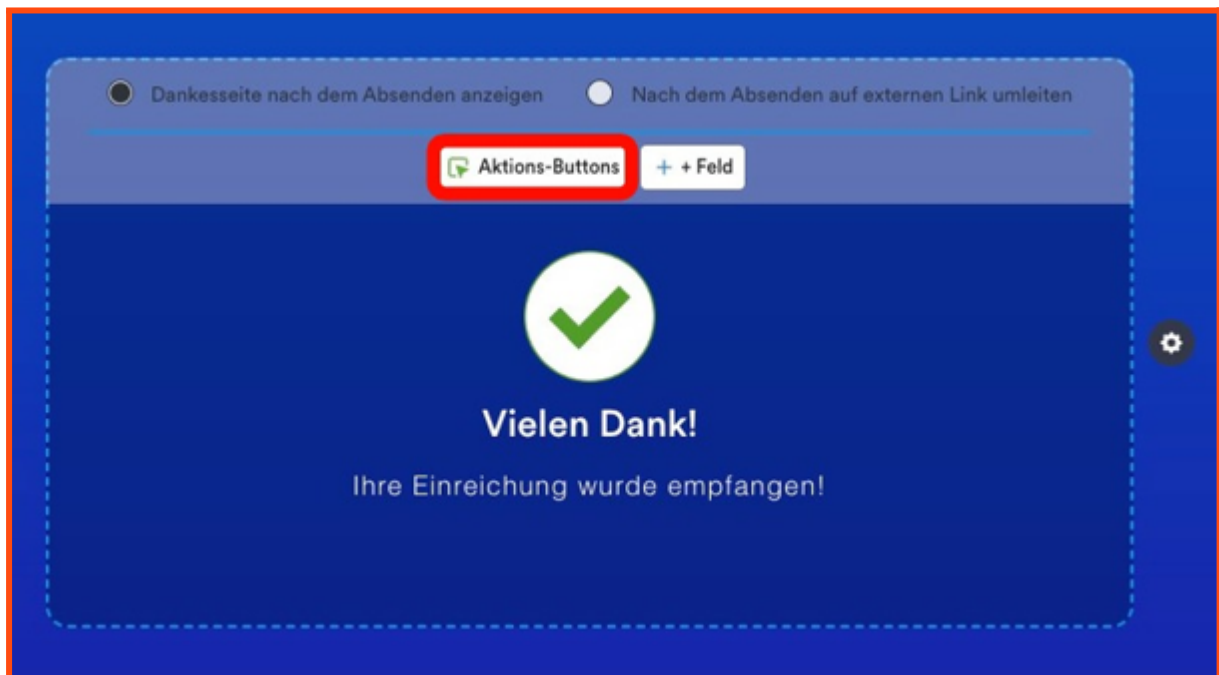 Dankesseite nach dem Absenden anzeigen Nach dem Absenden auf externen Link umleiten
Aktions-Buttons + + Feld
Vielen Dank!
Ihre Einreichung wurde empfangen!